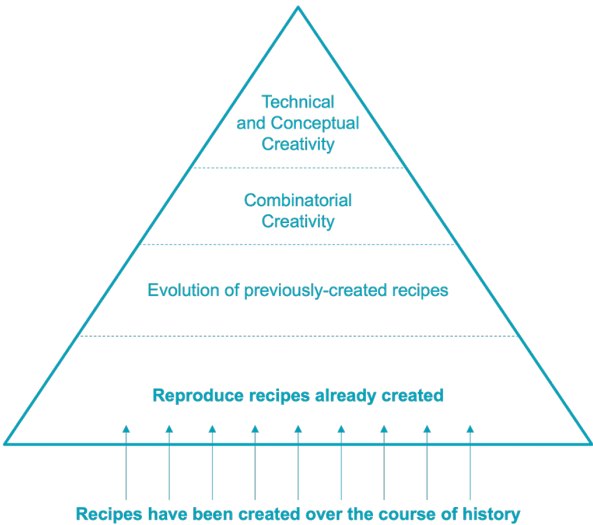 Technical
and Conceptual
Creativity
Combinatorial
Creativity
Evolution of previously-created recipes
Reproduce recipes already created
Recipes have been created over the course of history